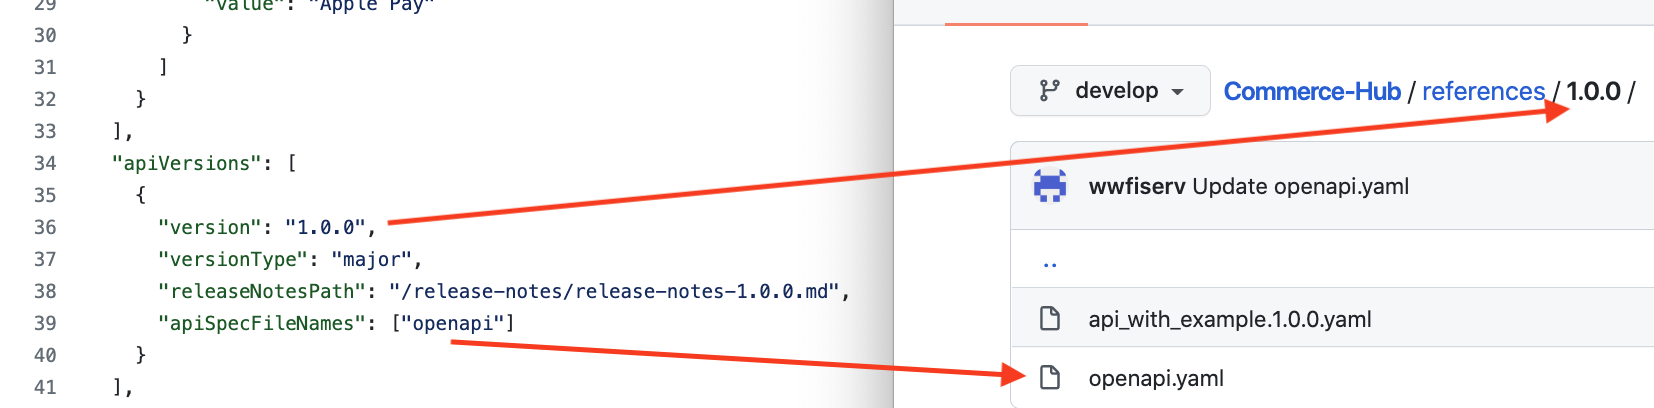 29 "value": "Apple Pay"
30 }
31 ]
32 }
33 ],
34 "apiVersions": [
35 {
36 "version": "1.0.0",
37 "versionType": "major",
38 "releaseNotesPath": "/release-notes/release-notes-1.0.0.md",
39 "apiSpecFileNames": ["openapi"]
40 }
41 ],
develop Commerce-Hub / references / 1.0.0 /
wwfiserv Update openapi.yaml
..
api_with_example.1.0.0.yaml
openapi.yaml